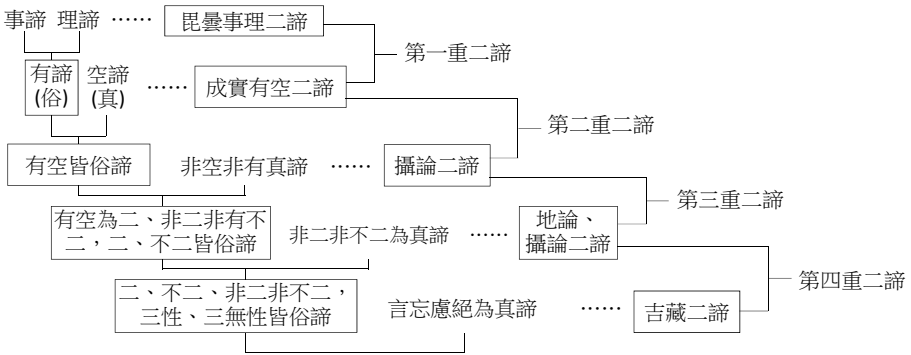 事諦 理諦 …… 毘曇事理二諦
第一重二諦
有諦
(俗)
空諦
(真)
…… 成實有空二諦
第二重二諦
有空皆俗諦 非空非有真諦 …… 攝論二諦
第三重二諦
有空為二、非二非有不
二，二、不二皆俗諦
非二非不二為真諦 ……
地論、
攝論二諦
第四重二諦
二、不二、非二非不二，
三性、三無性皆俗諦
言忘慮絕為真諦 …… 吉藏二諦